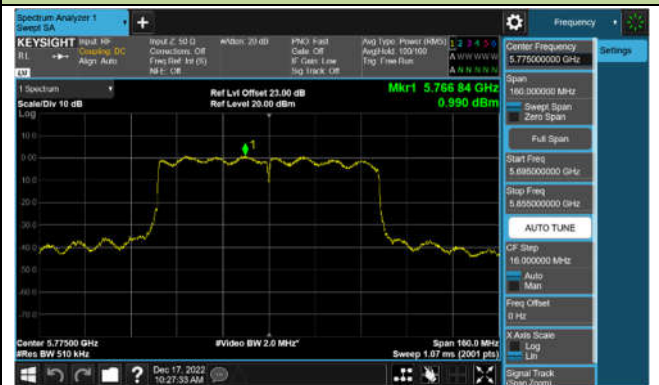 Spectrum Analyzer 1
Swept SA
+
Frequency
KEYSIGHT Input: RF
Coupling: DC
Align: Auto
RL
Input Z: 50 Ω
Corrections: Off
Freq Ref: Int (S)
NFE: Off
#Atten: 20 dB
PNO: Fast
Gate: Off
IF Gain: Low
Sig Track: Off
Avg Type: Power (RMS)
Avg|Hold: 100/100
Trig: Free Run
1 2 3 4 5 6
A W W W W W
A N N N N N
Center Frequency
5.775000000 GHz
Settings
Span
160.000000 MHz
Swept Span
Zero Span
Full Span
Start Freq
5.695000000 GHz
Stop Freq
5.855000000 GHz
AUTO TUNE
CF Step
16.000000 MHz
Auto
Man
Freq Offset
0 Hz
X Axis Scale
Log
Lin
Signal Track
(Span Zoom)
1 Spectrum
Scale/Div 10 dB
Log
Ref Lvl Offset 23.00 dB
Ref Level 20.00 dBm
Mkr1 5.766 84 GHz
0.990 dBm
1
10.0
0.00
-10.0
-20.0
-30.0
-40.0
-50.0
-60.0
-70.0
Center 5.77500 GHz
#Res BW 510 kHz
#Video BW 2.0 MHz*
Span 160.0 MHz
Sweep 1.07 ms (2001 pts)
?
Dec 17, 2022
10:27:33 AM